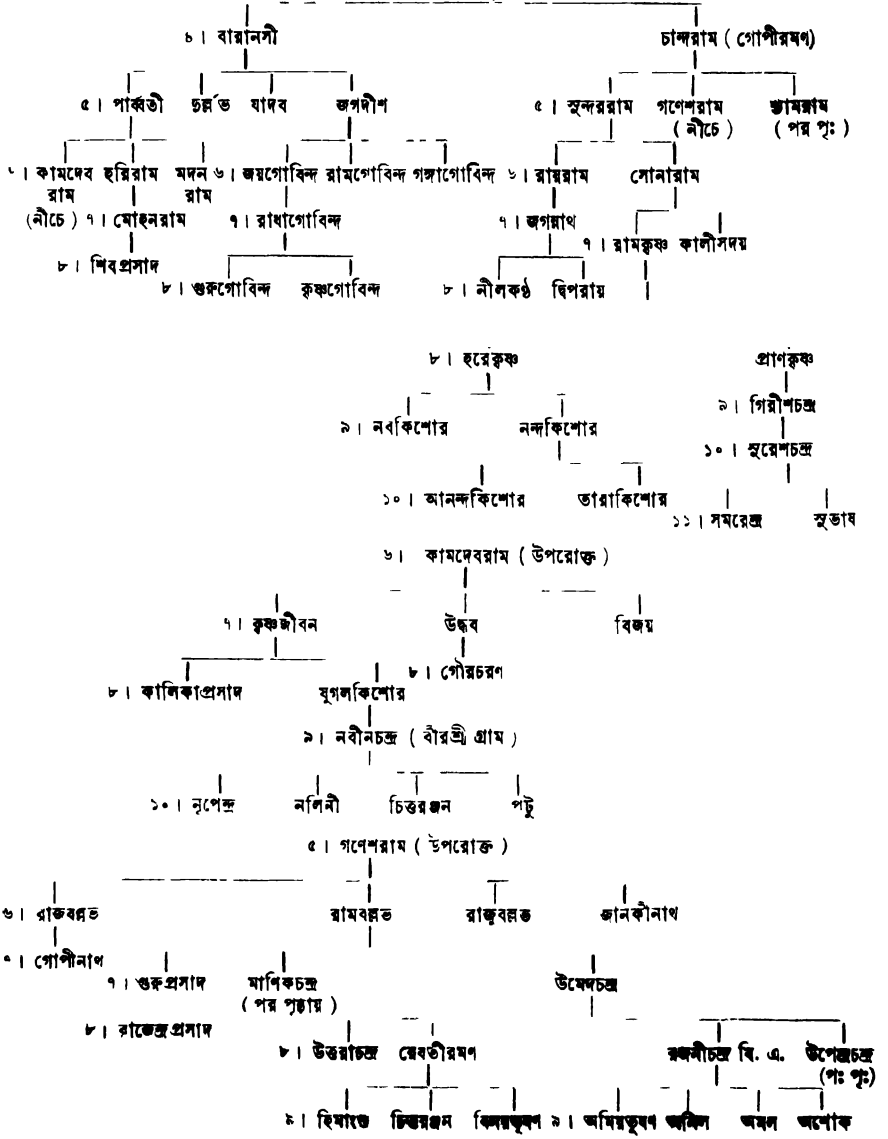 ৪। বারানসী চান্দরাম ( গোপীরমণ )
৫। পার্ব্বতী দুর্ল্লভ যাদব জগদীশ ৫। সুন্দররাম গণেশরাম শ্যামরাম
( নীচে ) ( পর পৃঃ )
৬। কামদেব হরিরাম মদন ৬। জয়গোবিন্দ রামগোবিন্দ গঙ্গাগোবিন্দ ৬। রায়রাম সোনারাম
রাম রাম
(নীচে) ৭। মোহনরাম ৭। রাধাগোবিন্দ ৭। জগন্নাথ
৭। রামকৃষ্ণ কালীসদয়
৮। শিবপ্রসাদ
৮। গুরুগোবিন্দ কৃষ্ণগোবিন্দ ৮। নীলকণ্ঠ দ্বিপরায়
৮। হরেকৃষ্ণ প্রাণকৃষ্ণ
৯। গিরীশচন্দ্র
৯। নবকিশোর নন্দকিশোর
১০। সুরেশচন্দ্র
১০। আনন্দকিশোর তারাকিশোর
১১। সমরেন্দ্র সুভাষ
৬। কামদেবরাম ( উপরোক্ত )
৭। কৃষ্ণজীবন উদ্ধব বিজয়
৮। গৌরচরণ
৮। কালিকাপ্রসাদ যুগলকিশোর
৯। নবীনচন্দ্র ( বীরশ্রী গ্রাম )
১০। নৃপেন্দ্র নলিনী চিত্তরঞ্জন পটু
৫। গণেশরাম ( উপরোক্ত )
৬। রাজবল্লভ রামবল্লভ রাজুবল্লভ জানকীনাথ
৭। গোপীনাথ
৭। গুরুপ্রসাদ মাণিকচন্দ্র উমেদচন্দ্র
( পর পৃষ্ঠায় )
৮। রাজেন্দ্রপ্রসাদ
৮। উত্তরাচন্দ্র রেবতীরমণ রজনীচন্দ্র বি. এ. উপেন্দ্রচন্দ্র
(পঃ পৃঃ)
৯। হিমাংশু চিত্তরঞ্জন বিনয়ভূষণ ৯। অমিয়ভূষণ অনিল অমল অশোক